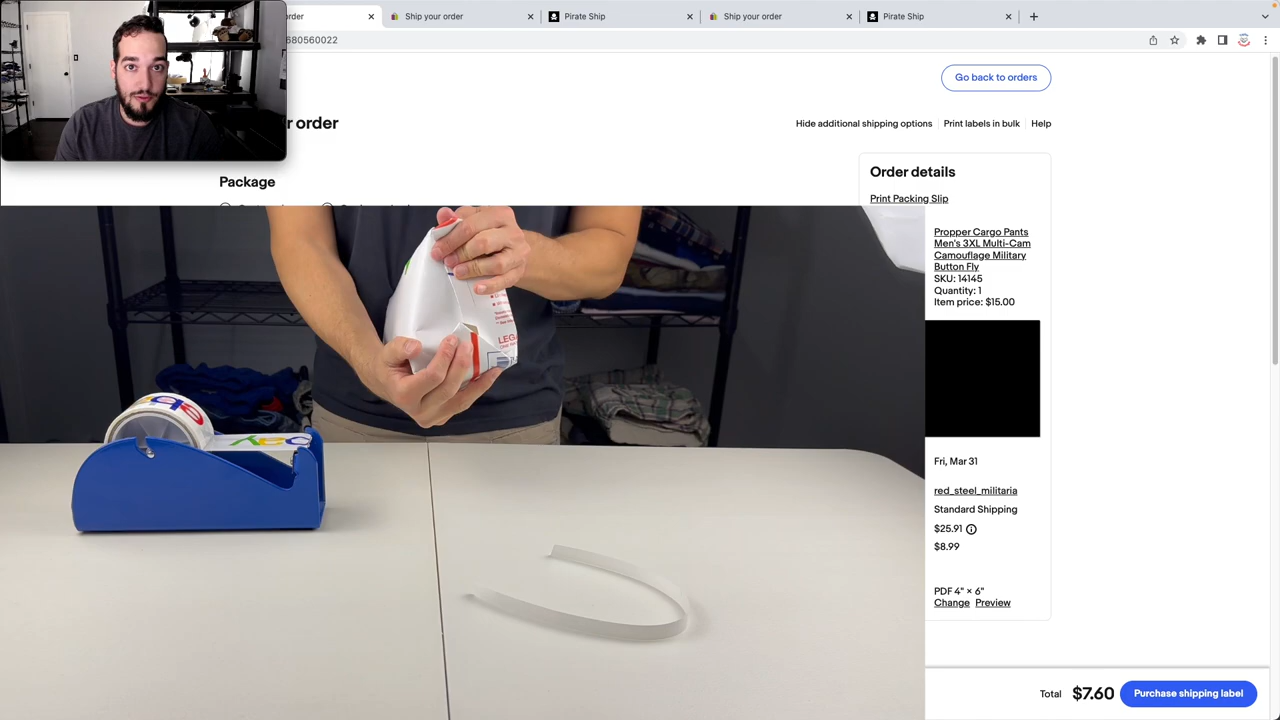 order
Ship your order
Pirate Ship
Ship your order
Pirate Ship
680560022
Go back to orders
r order
Hide additional shipping options
Print labels in bulk
Help
Package
Order details
Print Packing Slip
Propper Cargo Pants
Men's 3XL Multi-Cam
Camouflage Military
Button Fly
SKU: 14145
Quantity: 1
Item price: $15.00
LEG
ebay
Fri, Mar 31
red_steel_militaria
Standard Shipping
$25.91
$8.99
PDF 4" × 6"
Change Preview
Total $7.60 Purchase shipping label